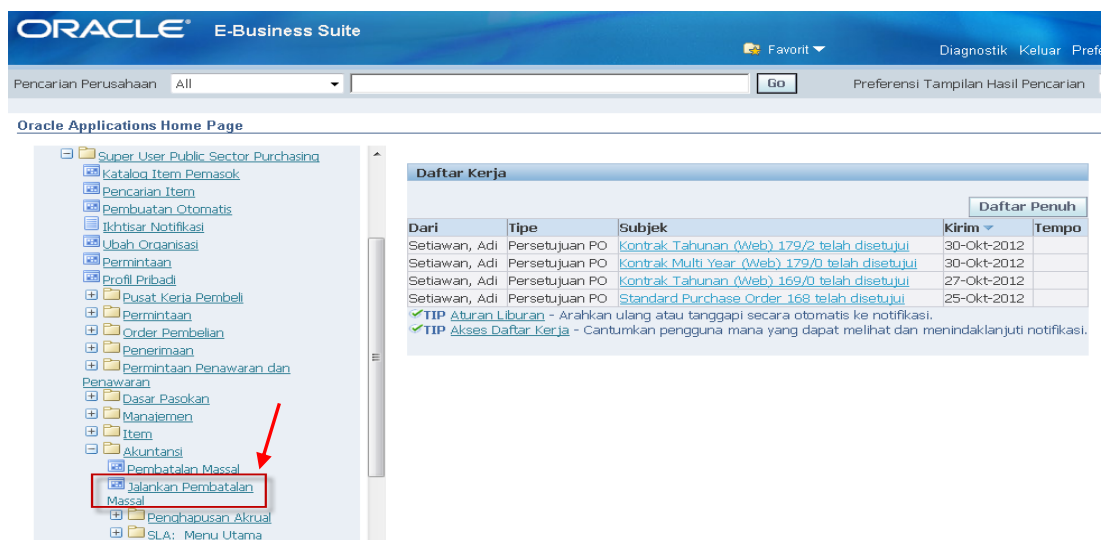 ORACLE E-Business Suite
Favorit
Diagnostik Keluar
Pencarian Perusahaan All Go Preferensi Tampilan Hasil Pencarian
Oracle Applications Home Page
Super User Public Sector Purchasing
Katalog Item Pemasok
Pencarian Item
Pembuatan Otomatis
Ikhtisar Notifikasi
Ubah Organisasi
Permintaan
Profil Pribadi
Pusat Kerja Pembeli
Permintaan
Order Pembelian
Penerimaan
Permintaan Penawaran dan
Penawaran
Dasar Pasokan
Manajemen
Item
Akuntansi
Pembatalan Massal
Jalankan Pembatalan
Massal
Penghapusan Akrual
SLA: Menu Utama
Daftar Kerja
Daftar Penuh
Dari Tipe Subjek Kirim Tempo
Setiawan, Adi Persetujuan PO Kontrak Tahunan (Web) 179/2 telah disetujui 30-Okt-2012
Setiawan, Adi Persetujuan PO Kontrak Multi Year (Web) 179/0 telah disetujui 30-Okt-2012
Setiawan, Adi Persetujuan PO Kontrak Tahunan (Web) 169/0 telah disetujui 27-Okt-2012
Setiawan, Adi Persetujuan PO Standard Purchase Order 168 telah disetujui 25-Okt-2012
TIP Aturan Liburan - Arahkan ulang atau tanggapi secara otomatis ke notifikasi.
TIP Akses Daftar Kerja - Cantumkan pengguna mana yang dapat melihat dan menindaklanjuti notifikasi.